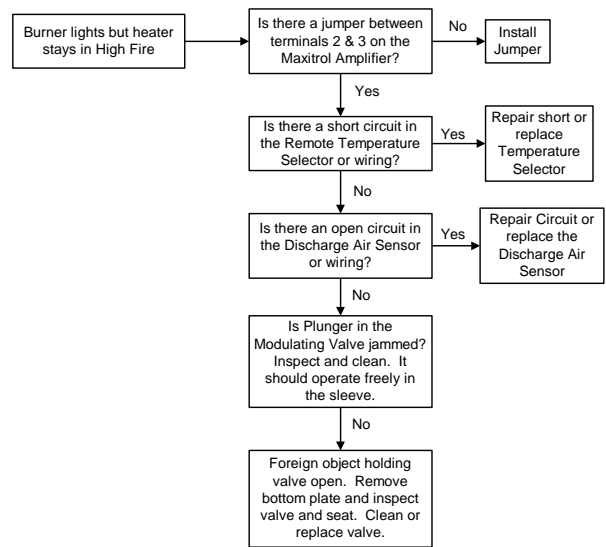 Burner lights but heater
stays in High Fire
Is there a jumper between
terminals 2 & 3 on the
Maxitrol Amplifier?
No
Install
Jumper
Yes
Is there a short circuit in
the Remote Temperature
Selector or wiring?
Yes
Repair short or
replace
Temperature
Selector
No
Is there an open circuit in
the Discharge Air Sensor
or wiring?
Yes
Repair Circuit or
replace the
Discharge Air
Sensor
No
Is Plunger in the
Modulating Valve jammed?
Inspect and clean. It
should operate freely in
the sleeve.
No
Foreign object holding
valve open. Remove
bottom plate and inspect
valve and seat. Clean or
replace valve.